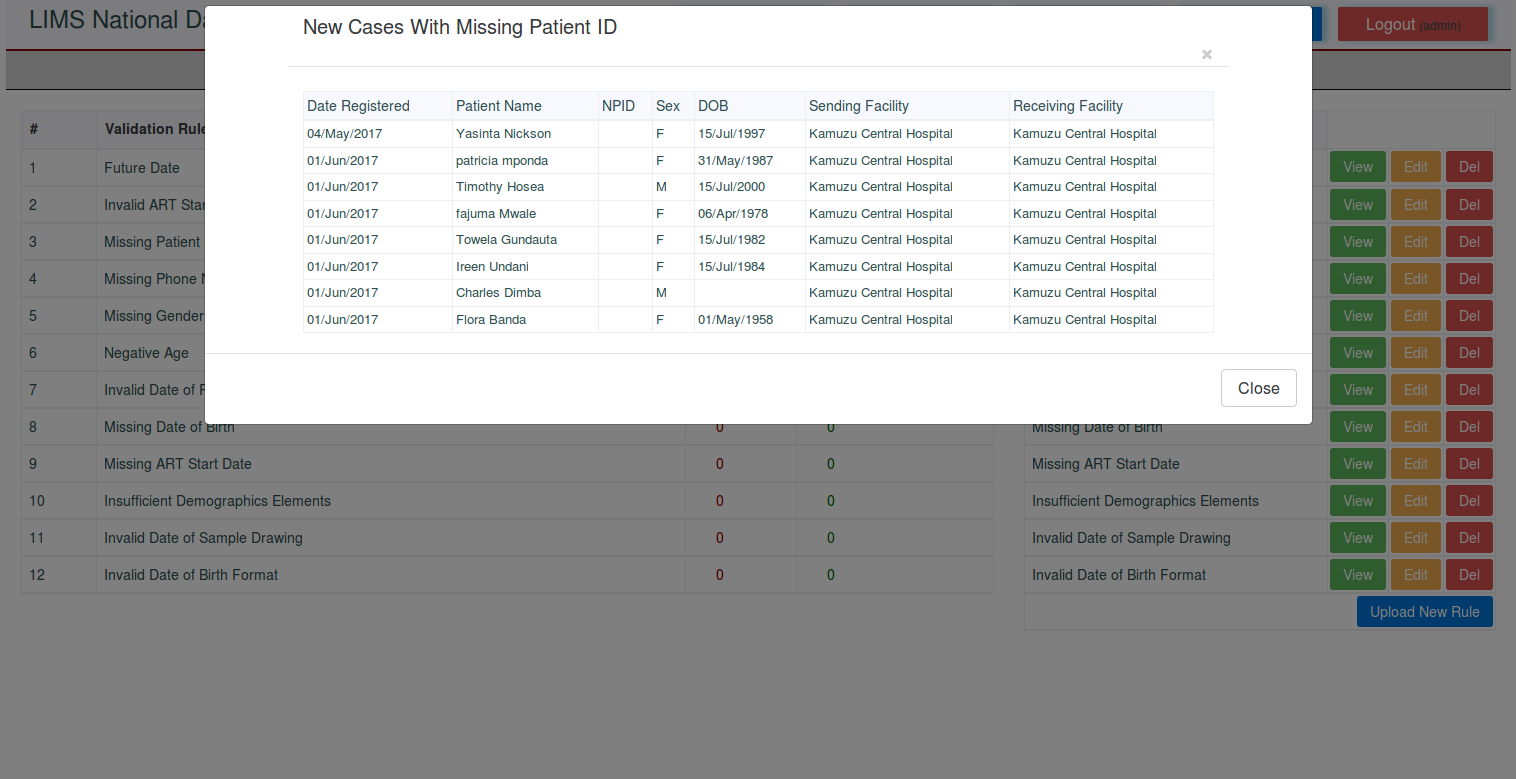 LIMS National Da
Logout (admin)
New Cases With Missing Patient ID
×
Date Registered Patient Name NPID Sex DOB Sending Facility Receiving Facility
04/May/2017 Yasinta Nickson F 15/Jul/1997 Kamuzu Central Hospital Kamuzu Central Hospital
01/Jun/2017 patricia mponda F 31/May/1987 Kamuzu Central Hospital Kamuzu Central Hospital
01/Jun/2017 Timothy Hosea M 15/Jul/2000 Kamuzu Central Hospital Kamuzu Central Hospital
01/Jun/2017 fajuma Mwale F 06/Apr/1978 Kamuzu Central Hospital Kamuzu Central Hospital
01/Jun/2017 Towela Gundauta F 15/Jul/1982 Kamuzu Central Hospital Kamuzu Central Hospital
01/Jun/2017 Ireen Undani F 15/Jul/1984 Kamuzu Central Hospital Kamuzu Central Hospital
01/Jun/2017 Charles Dimba M Kamuzu Central Hospital Kamuzu Central Hospital
01/Jun/2017 Flora Banda F 01/May/1958 Kamuzu Central Hospital Kamuzu Central Hospital
Close
# Validation Rule
1 Future Date View Edit Del
2 Invalid ART Star View Edit Del
3 Missing Patient View Edit Del
4 Missing Phone N View Edit Del
5 Missing Gender View Edit Del
6 Negative Age View Edit Del
7 Invalid Date of View Edit Del
8 Missing Date of Birth 0 0 Missing Date of Birth View Edit Del
9 Missing ART Start Date 0 0 Missing ART Start Date View Edit Del
10 Insufficient Demographics Elements 0 0 Insufficient Demographics Elements View Edit Del
11 Invalid Date of Sample Drawing 0 0 Invalid Date of Sample Drawing View Edit Del
12 Invalid Date of Birth Format 0 0 Invalid Date of Birth Format View Edit Del
Upload New Rule